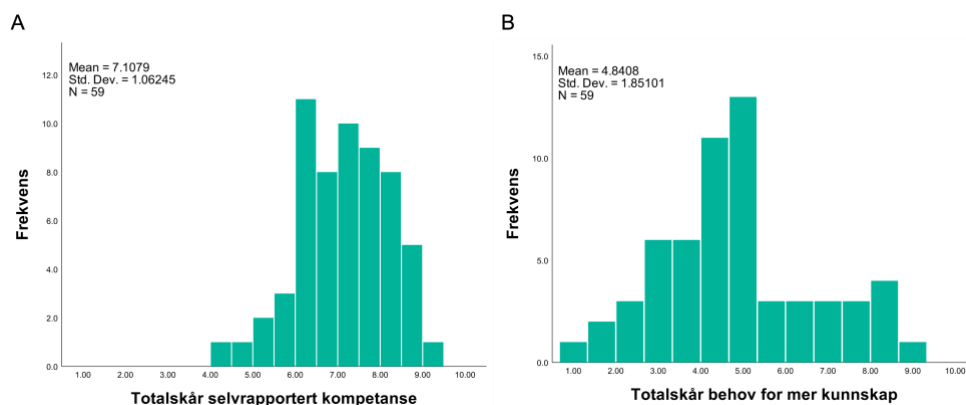 A
Mean = 7.1079
Std. Dev. = 1.06245
N = 59
Frekvens
12.0
10.0
8.0
6.0
4.0
2.0
0.0
1.00 2.00 3.00 4.00 5.00 6.00 7.00 8.00 9.00 10.00
Totalskår selvrapportert kompetanse
B
Mean = 4.8408
Std. Dev. = 1.85101
N = 59
Frekvens
15.0
10.0
5.0
0.0
1.00 2.00 3.00 4.00 5.00 6.00 7.00 8.00 9.00 10.00
Totalskår behov for mer kunnskap